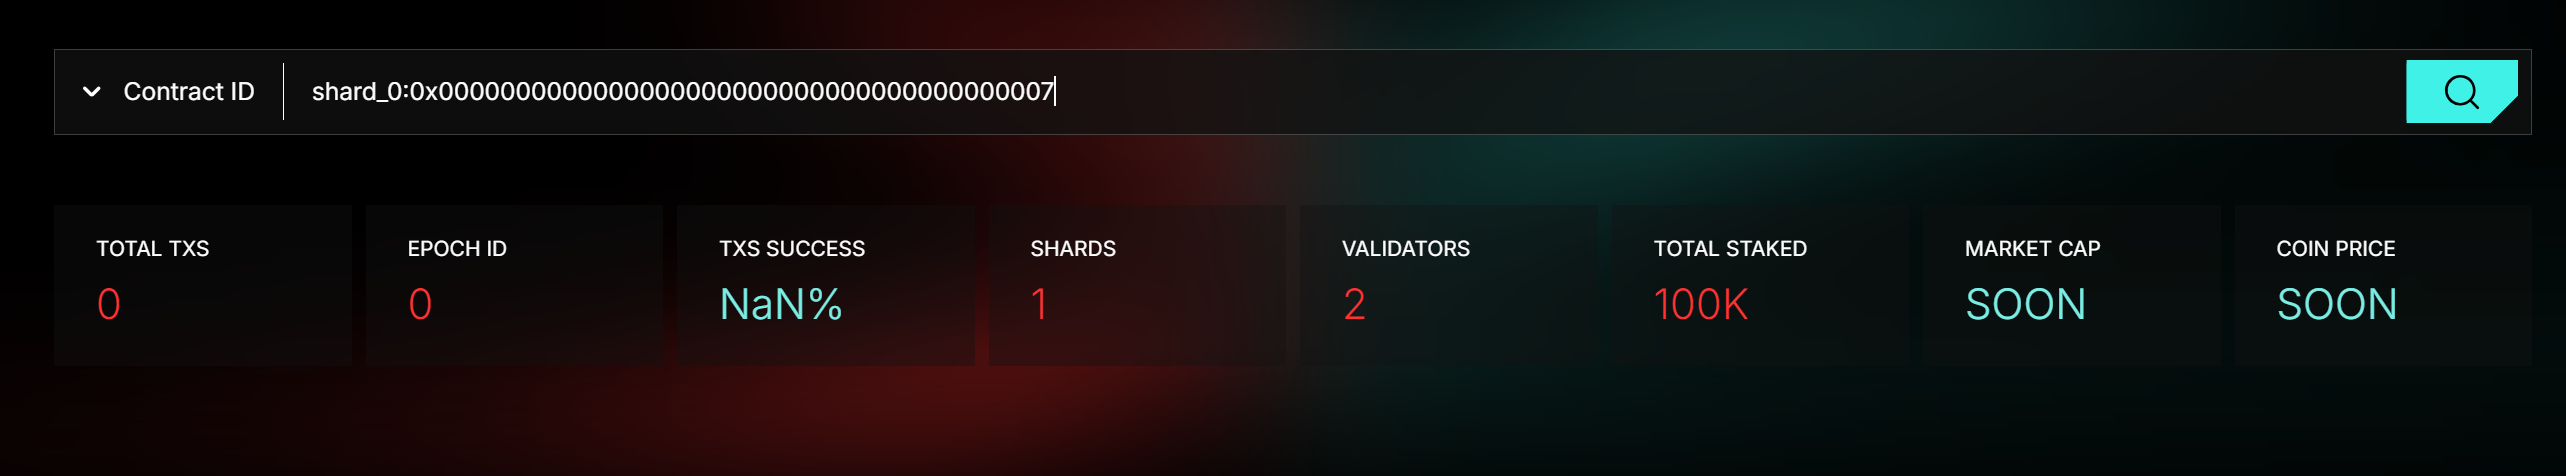 Contract ID
shard_0:0x0000000000000000000000000000000000000007
TOTAL TXS
0
EPOCH ID
0
TXS SUCCESS
NaN%
SHARDS
1
VALIDATORS
2
TOTAL STAKED
100K
MARKET CAP
SOON
COIN PRICE
SOON